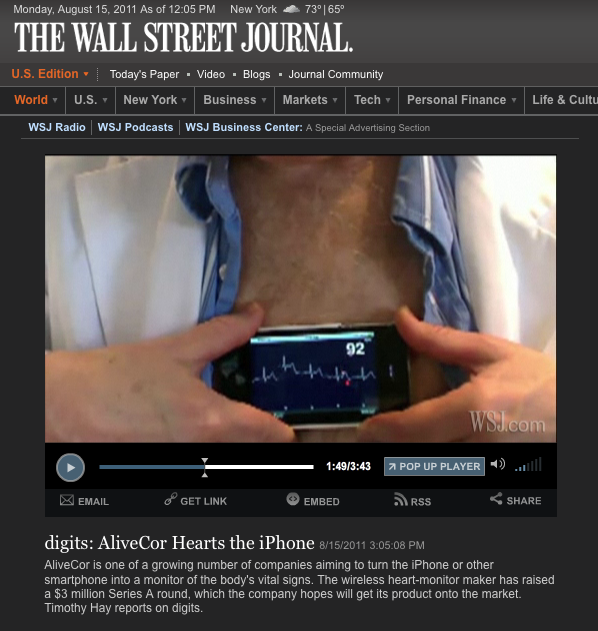 Monday, August 15, 2011 As of 12:05 PM New York 73º | 65º
THE WALL STREET JOURNAL.
U.S. Edition Today's Paper ▪ Video ▪ Blogs ▪ Journal Community
World U.S. New York Business Markets Tech Personal Finance Life & Cultu
WSJ Radio WSJ Podcasts WSJ Business Center: A Special Advertising Section
92
WSJ.com
1:49/3:43 POP UP PLAYER
EMAIL GET LINK EMBED RSS SHARE
digits: AliveCor Hearts the iPhone 8/15/2011 3:05:08 PM
AliveCor is one of a growing number of companies aiming to turn the iPhone or other
smartphone into a monitor of the body's vital signs. The wireless heart-monitor maker has raised
a $3 million Series A round, which the company hopes will get its product onto the market.
Timothy Hay reports on digits.